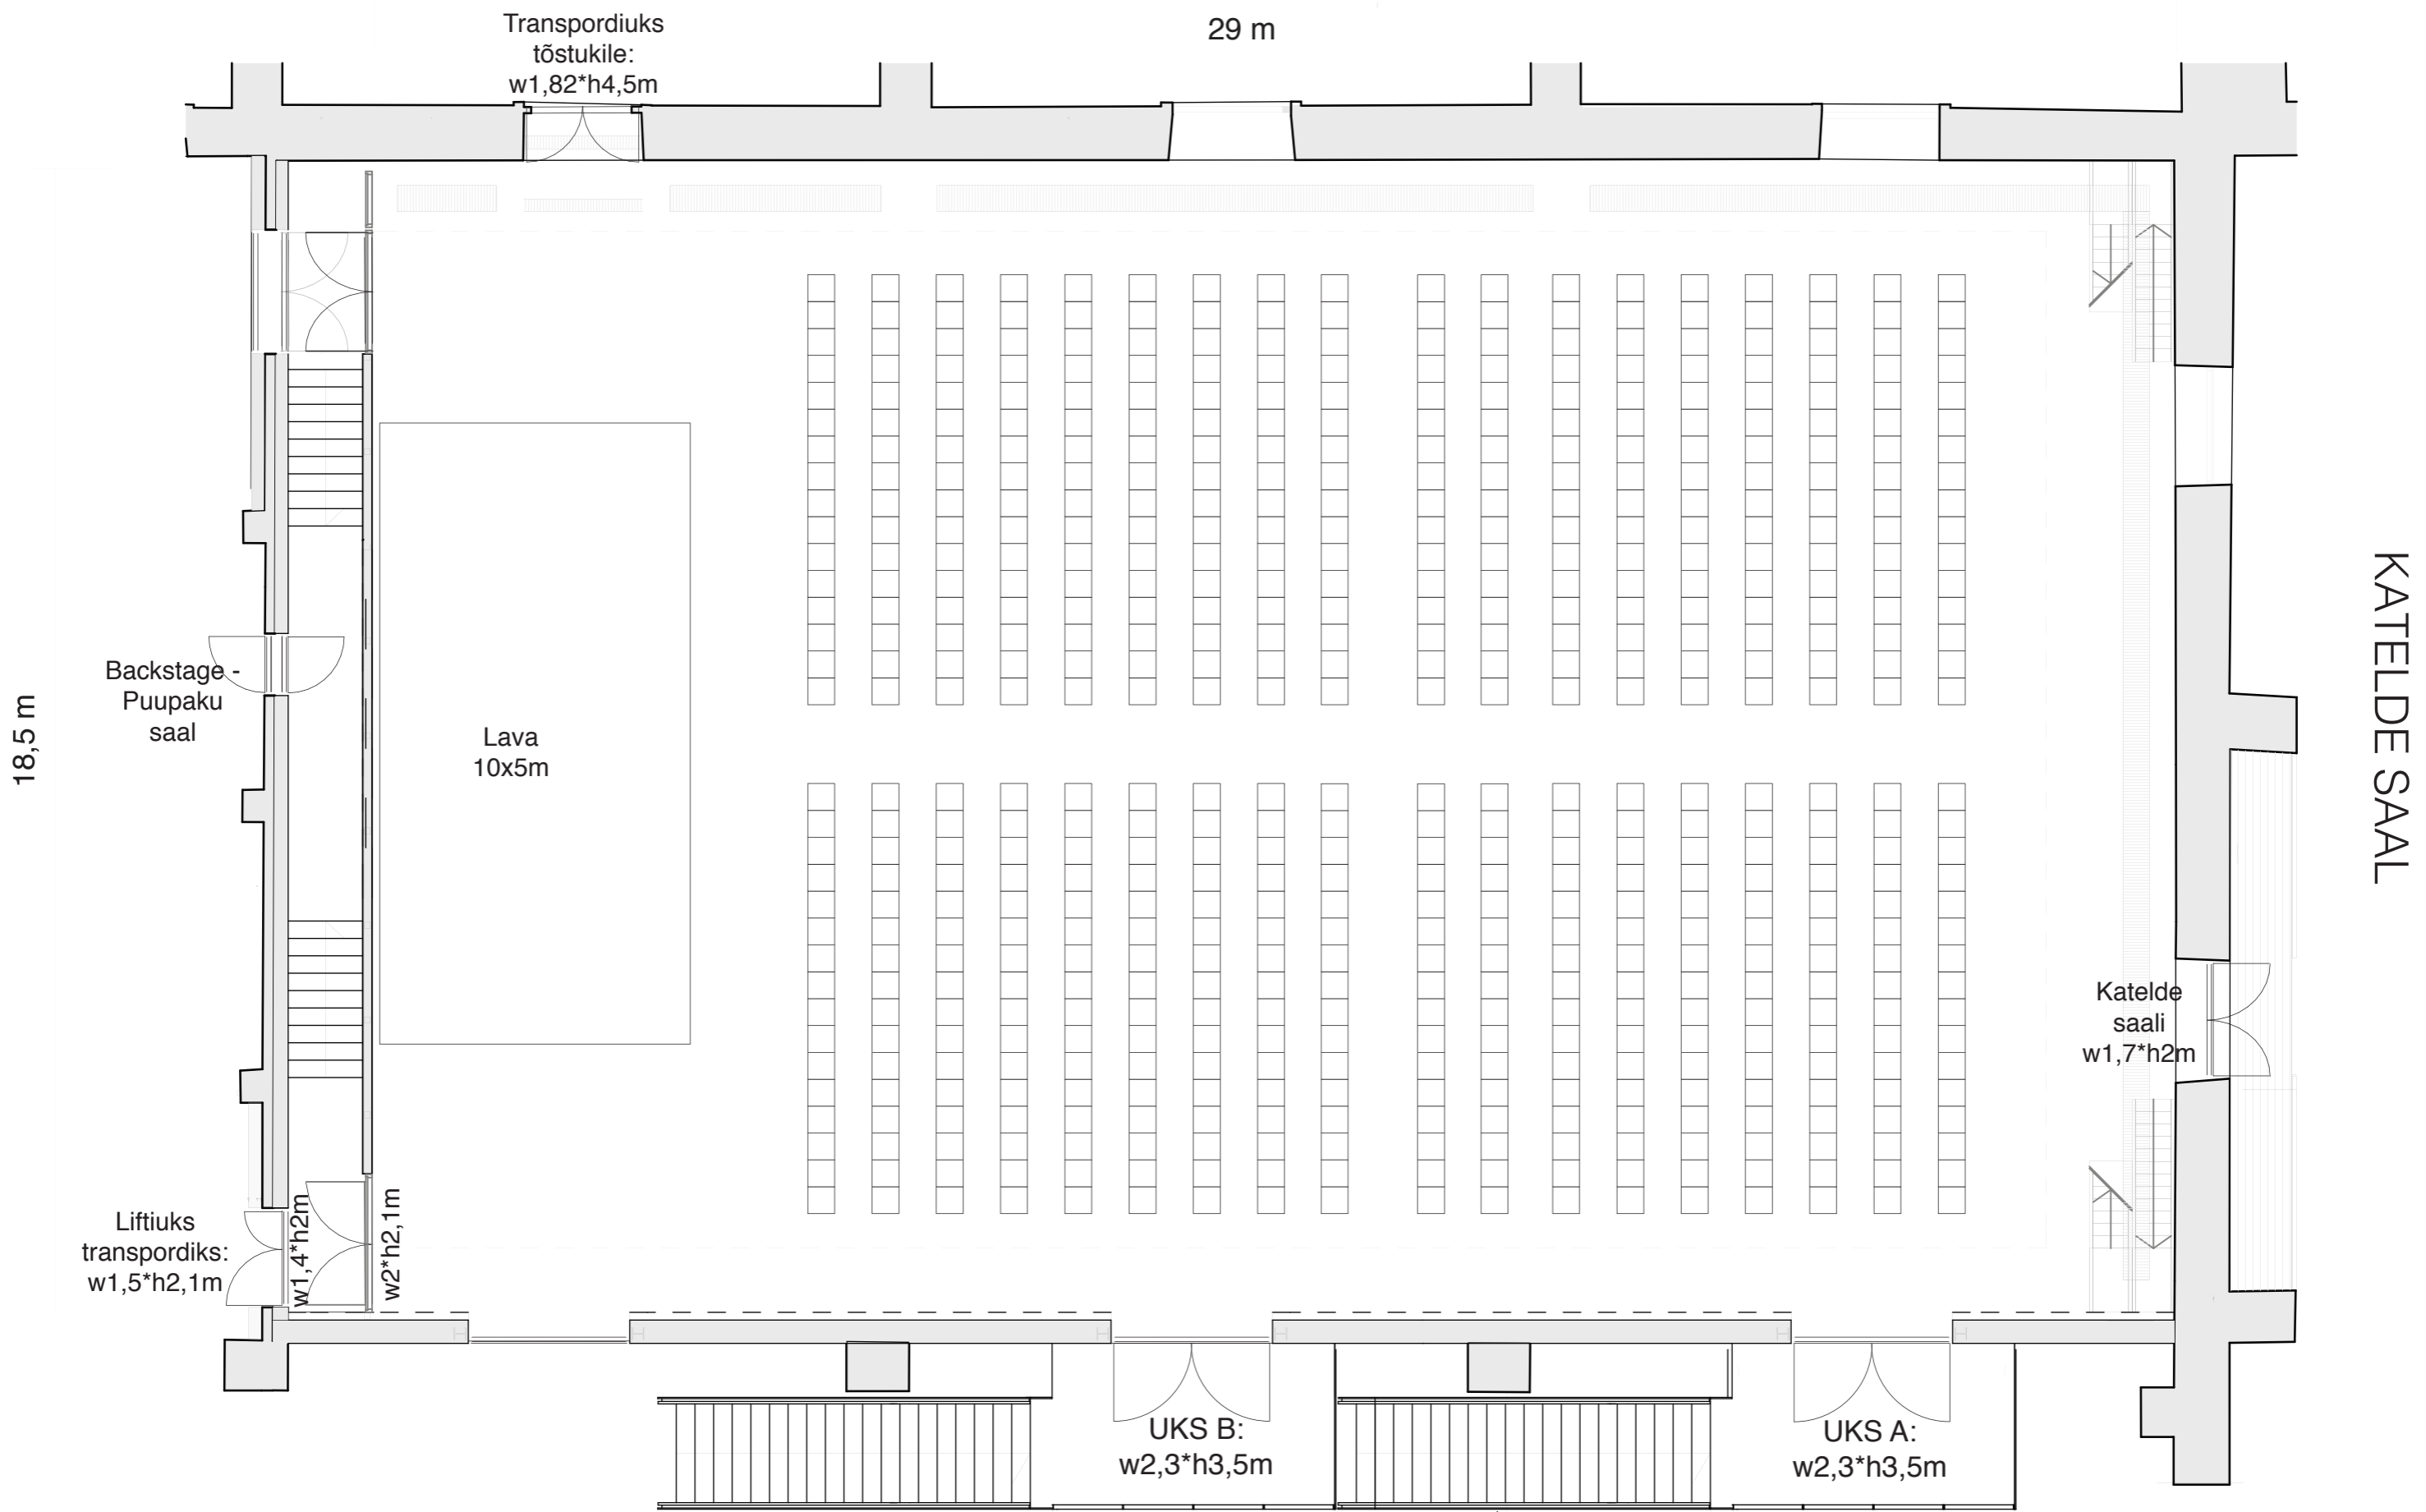 Transpordiuks
tõstukile:
w1,82*h4,5m
29 m
18,5 m
Backstage -
Puupaku
saal
Lava
10x5m
KATELDE SAAL
Katelde
saali
w1,7*h2m
Liftiuks
transpordiks:
w1,5*h2,1m
w1,4*h2m
w2*h2,1m
UKS B:
w2,3*h3,5m
UKS A:
w2,3*h3,5m